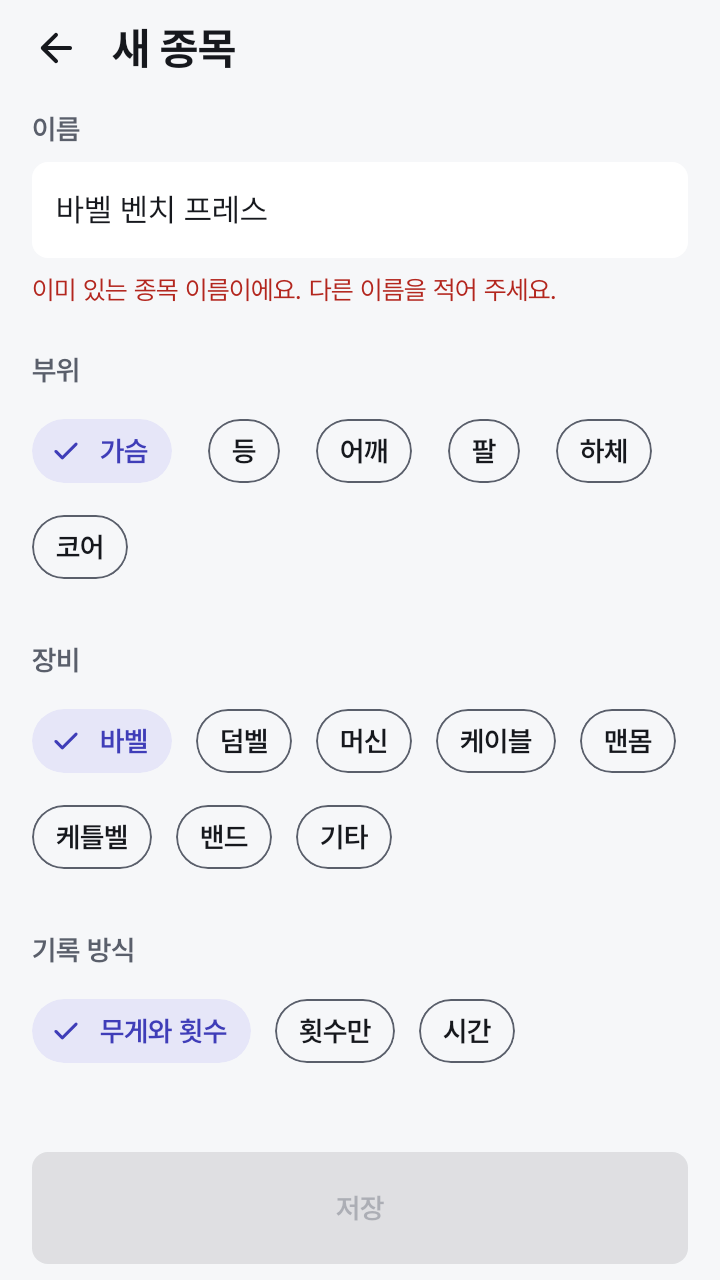 새 종목
이름
바벨 벤치 프레스
이미 있는 종목 이름이에요. 다른 이름을 적어 주세요.
부위
가슴 등 어깨 팔 하체
코어
장비
바벨 덤벨 머신 케이블 맨몸
케틀벨 밴드 기타
기록 방식
무게와 횟수 횟수만 시간
저장